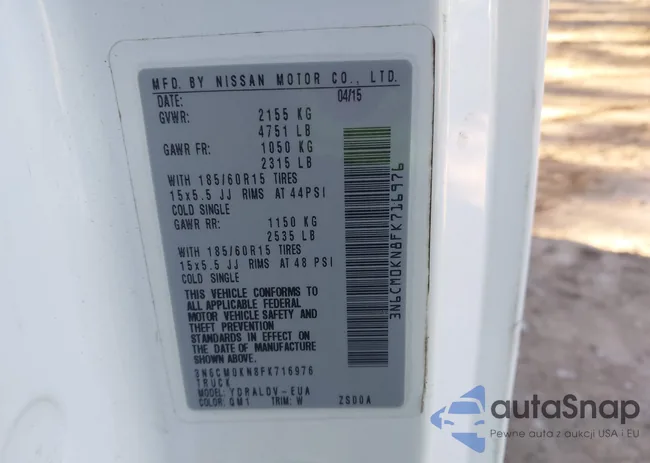 MFD. BY NISSAN MOTOR CO., LTD.
DATE: 04/15
GVWR: 2155 KG
4751 LB
GAWR FR: 1050 KG
2315 LB
WITH 185/60R15 TIRES
15x5.5 JJ RIMS AT 44PSI
COLD SINGLE
GAWR RR: 1150 KG
2535 LB
WITH 185/60R15 TIRES
15x5.5 JJ RIMS AT 48 PSI
COLD SINGLE
THIS VEHICLE CONFORMS TO
ALL APPLICABLE FEDERAL
MOTOR VEHICLE SAFETY AND
THEFT PREVENTION
STANDARDS IN EFFECT ON
THE DATE OF MANUFACTURE
SHOWN ABOVE.
3N6CM0KN8FK716976
TRUCK
MODEL: YDRALDV-EUA
COLOR: QM1 TRIM: W 2S00A
3N6CM0KN8FK716976
autoSnap
Pewne auta z aukcji USA i EU